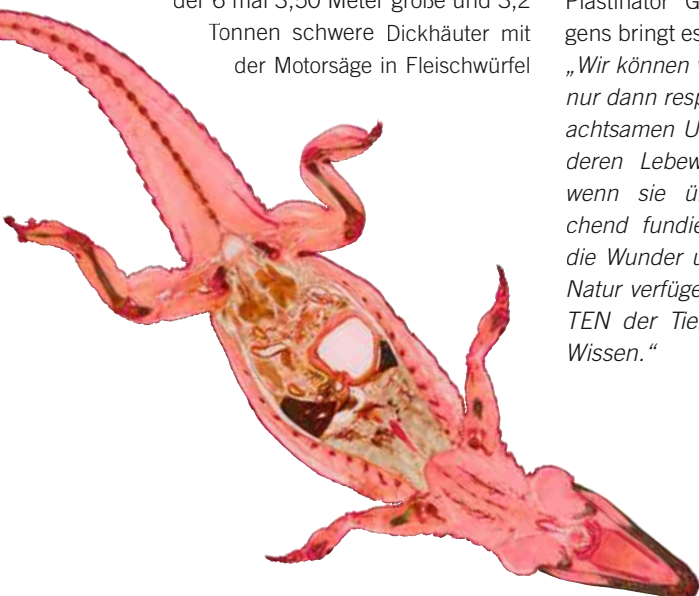 der 6 mal 3,50 Meter große und 3,2
Tonnen schwere Dickhäuter mit
der Motorsäge in Fleischwürfel
Plastinator G
gens bringt es
„Wir können
nur dann resp
achtsamen U
deren Lebew
wenn sie ü
chend fundie
die Wunder u
Natur verfüge
TEN der Tie
Wissen.“